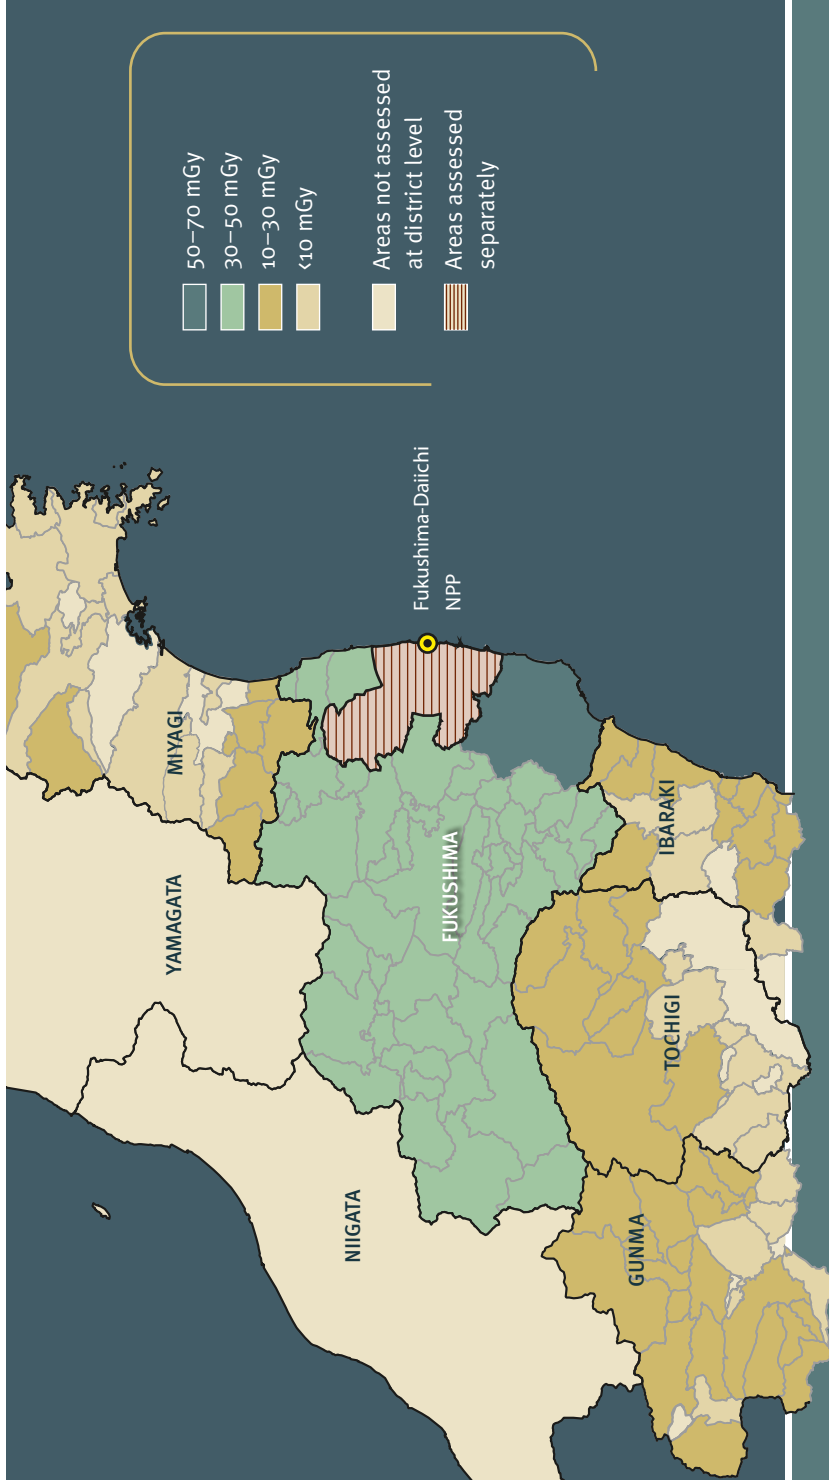 50–70 mGy
30–50 mGy
10–30 mGy
<10 mGy
Areas not assessed
at district level
Areas assessed
separately
Fukushima-Daiichi
NPP
MIYAGI
YAMAGATA
FUKUSHIMA
NIIGATA
IBARAKI
TOCHIGI
GUNMA